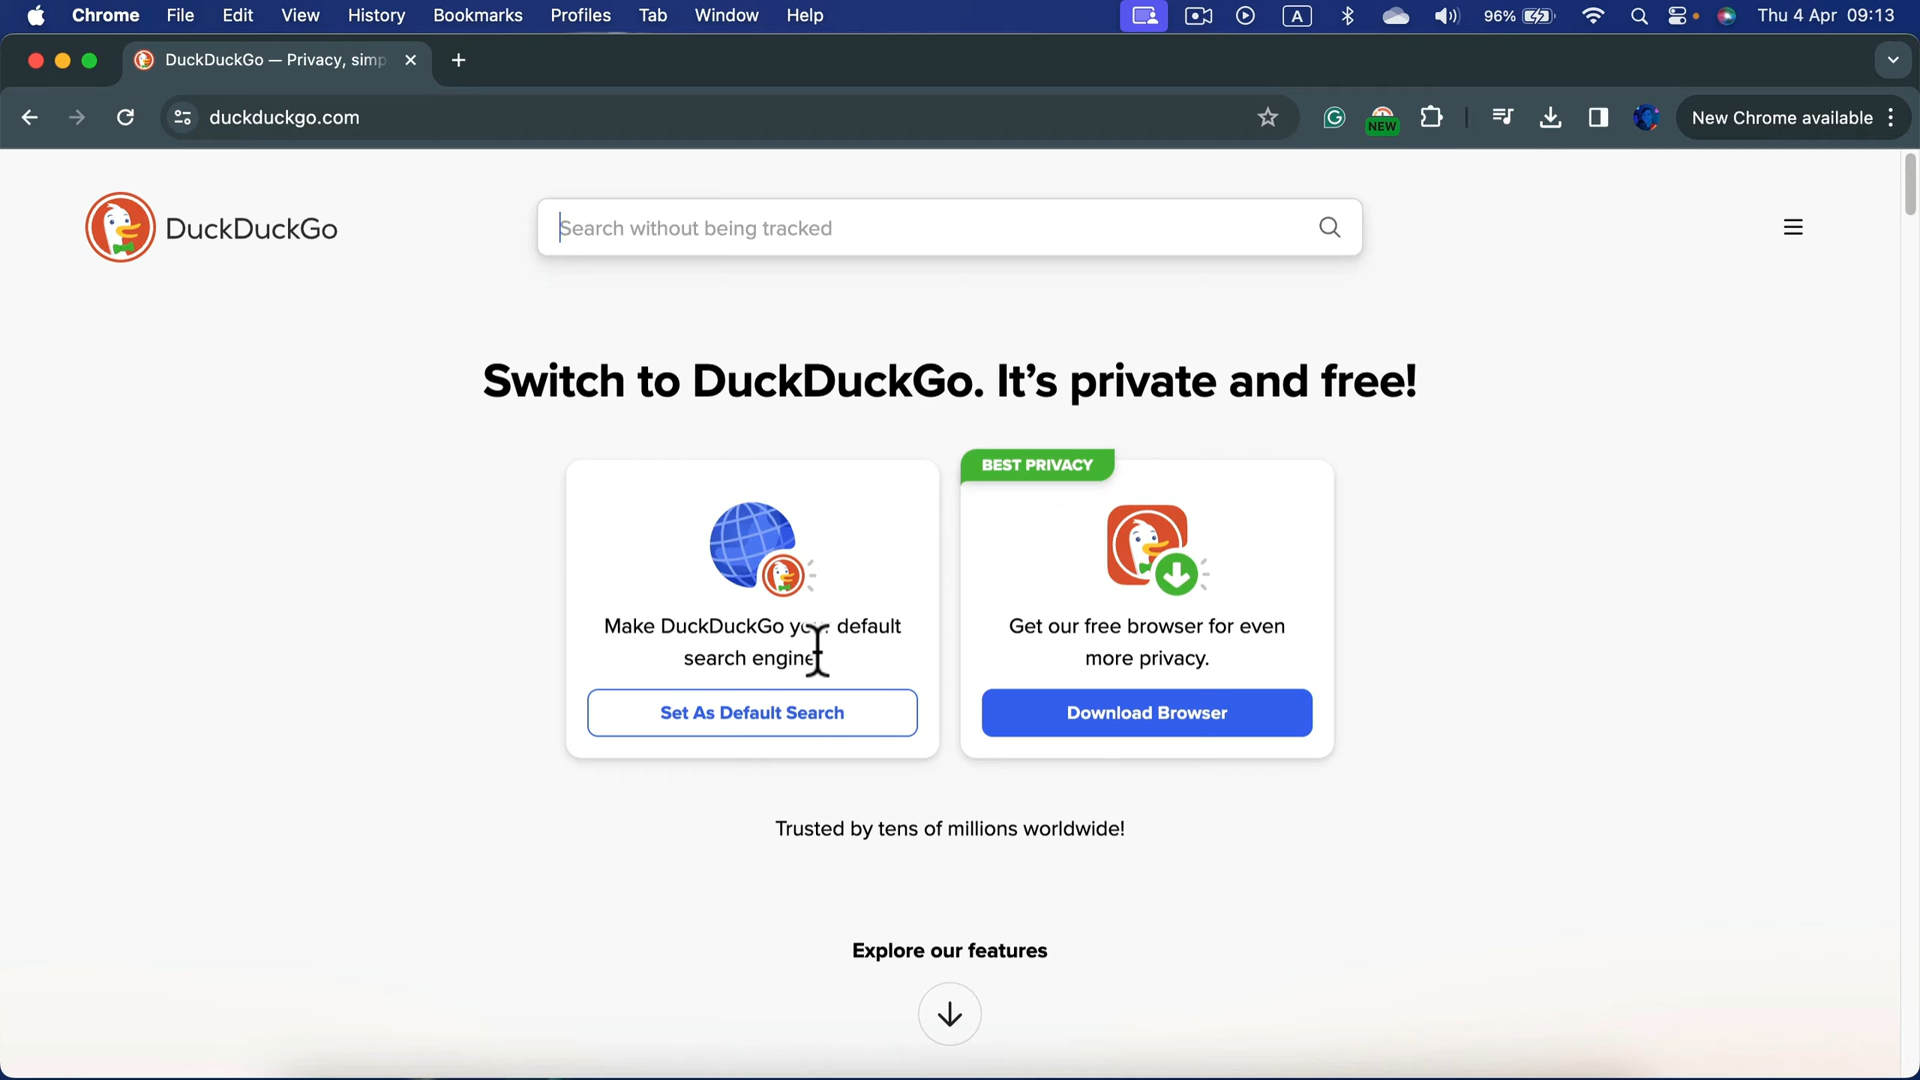 Chrome File Edit View History Bookmarks Profiles Tab Window Help A 96% Thu 4 Apr 09:13
DuckDuckGo — Privacy, simp
duckduckgo.com NEW New Chrome available
DuckDuckGo Search without being tracked
Switch to DuckDuckGo. It's private and free!
BEST PRIVACY
Make DuckDuckGo default
search engine
Set As Default Search
Get our free browser for even
more privacy.
Download Browser
Trusted by tens of millions worldwide!
Explore our features